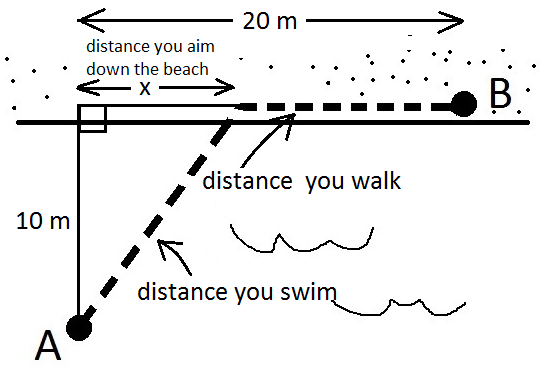 20 m
distance you aim
down the beach
x
B
distance you walk
10 m
distance you swim
A